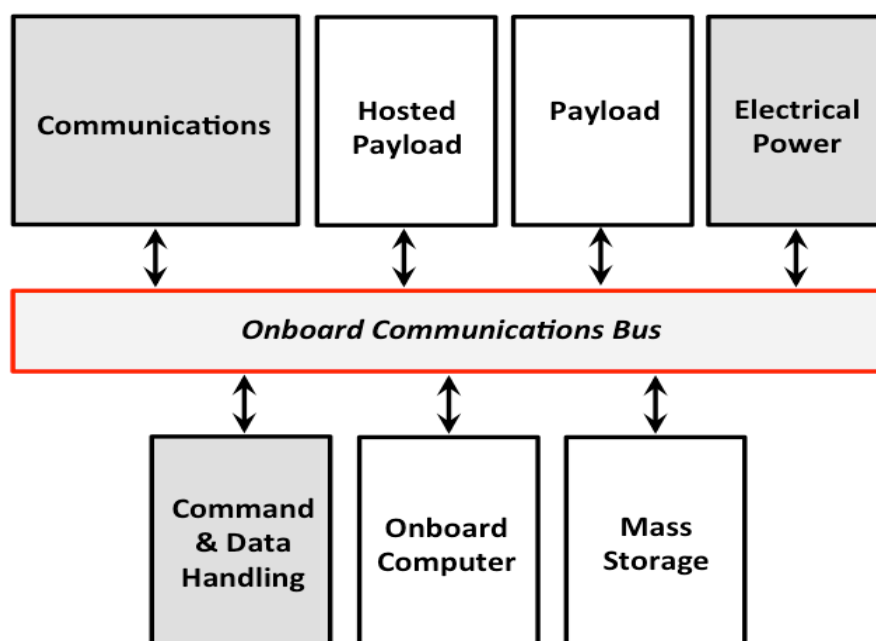 Communications
Hosted
Payload
Payload
Electrical
Power
Onboard Communications Bus
Command
& Data
Handling
Onboard
Computer
Mass
Storage